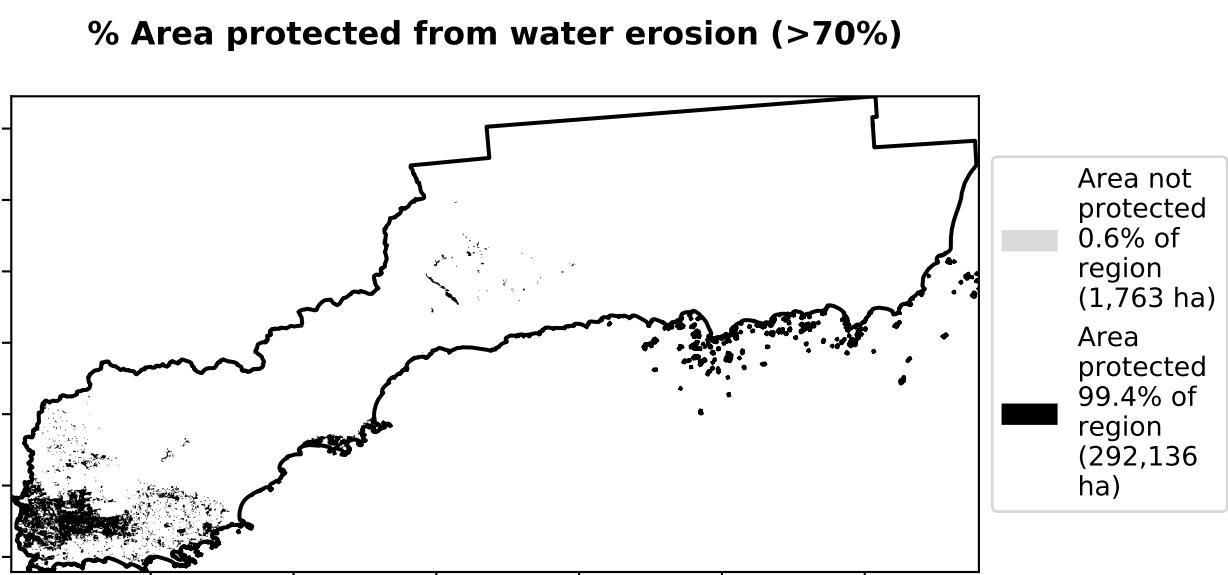 % Area protected from water erosion (>70%)
Area not
protected
0.6% of
region
(1,763 ha)
Area
protected
99.4% of
region
(292,136
ha)